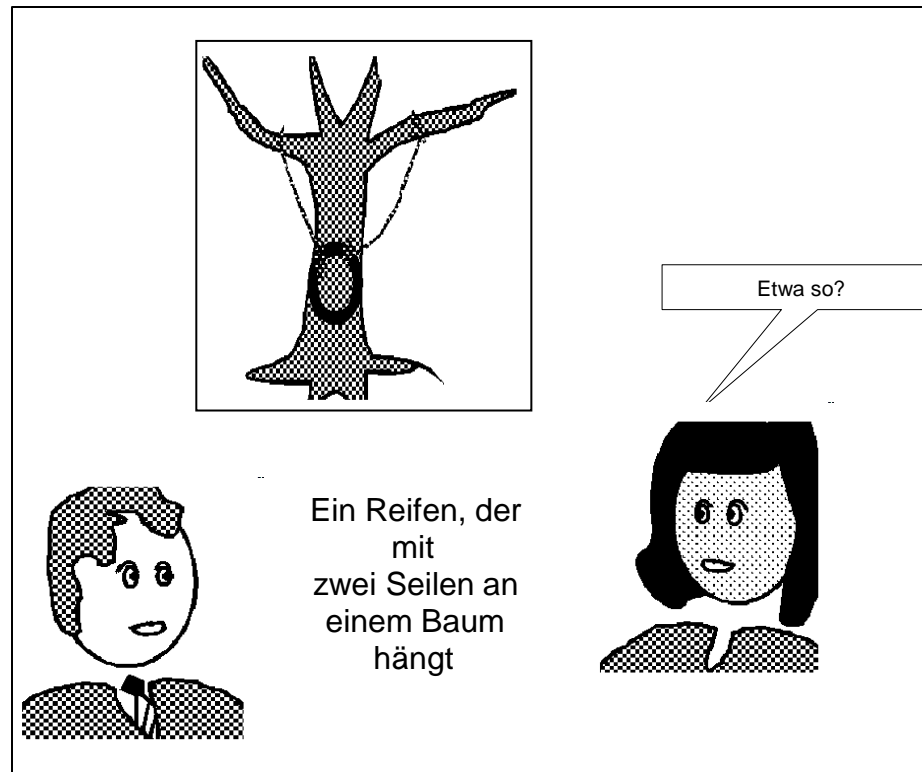 Etwa so?
Ein Reifen, der
mit
zwei Seilen an
einem Baum
hängt